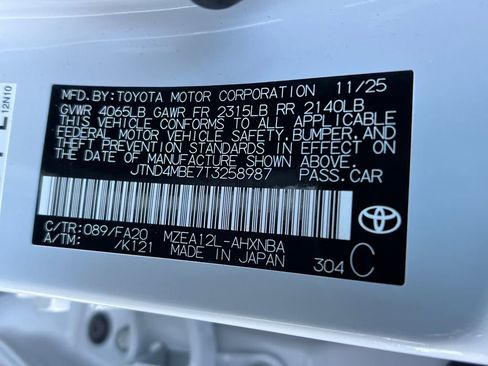 MFD.BY:TOYOTA MOTOR CORPORATION 11/25
GVWR 4065LB GAWR FR 2315LB RR 2140LB
THIS VEHICLE CONFORMS TO ALL APPLICABLE
FEDERAL MOTOR VEHICLE SAFETY,BUMPER,AND
THEFT PREVENTION STANDARDS IN EFFECT ON
THE DATE OF MANUFACTURE SHOWN ABOVE.
JTND4MBE7T3258987 PASS.CAR
C/TR:089/FA20 MZEA12L-AHXNBA
A/TM: /K121 MADE IN JAPAN 304 C
TOYOTA
12N10